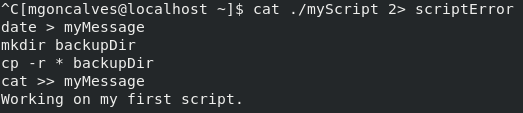 ^C[mgoncalves@localhost ~]$ cat ./myScript 2> scriptError
date > myMessage
mkdir backupDir
cp -r * backupDir
cat >> myMessage
Working on my first script.